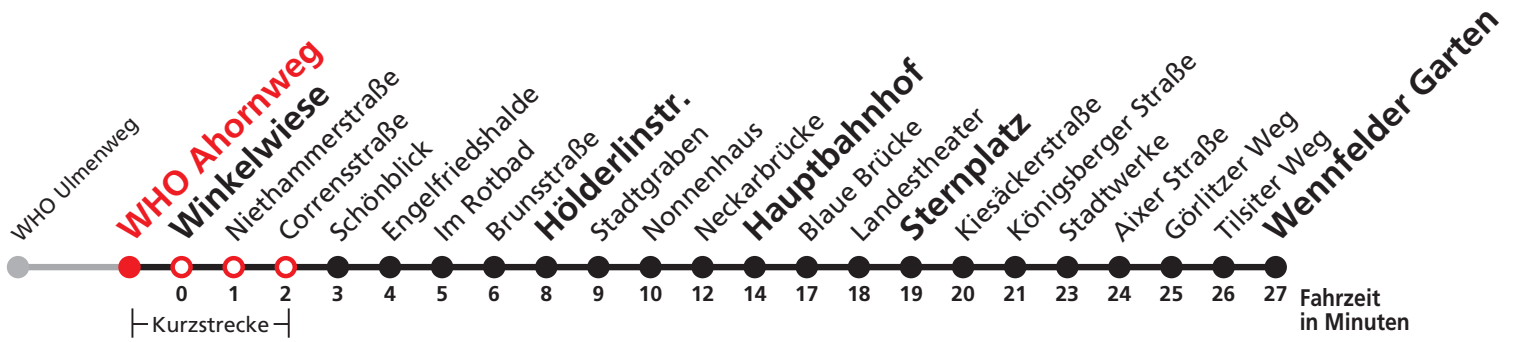 WHO Ulmenweg
WHO Ahornweg
Winkelwiese
Niethammerstraße
Corrensstraße
Schönblick
Engelfriedshalde
Im Rotbad
Brunsstraße
Hölderlinstr.
Stadtgraben
Nonnenhaus
Neckarbrücke
Hauptbahnhof
Blaue Brücke
Landestheater
Sternplatz
Kiesäckerstraße
Königsberger Straße
Stadtwerke
Aixer Straße
Görlitzer Weg
Tilsiter Weg
Wennfelder Garten
0 1 2 3 4 5 6 8 9 10 12 14 17 18 19 20 21 23 24 25 26 27
Fahrzeit
in Minuten
Kurzstrecke